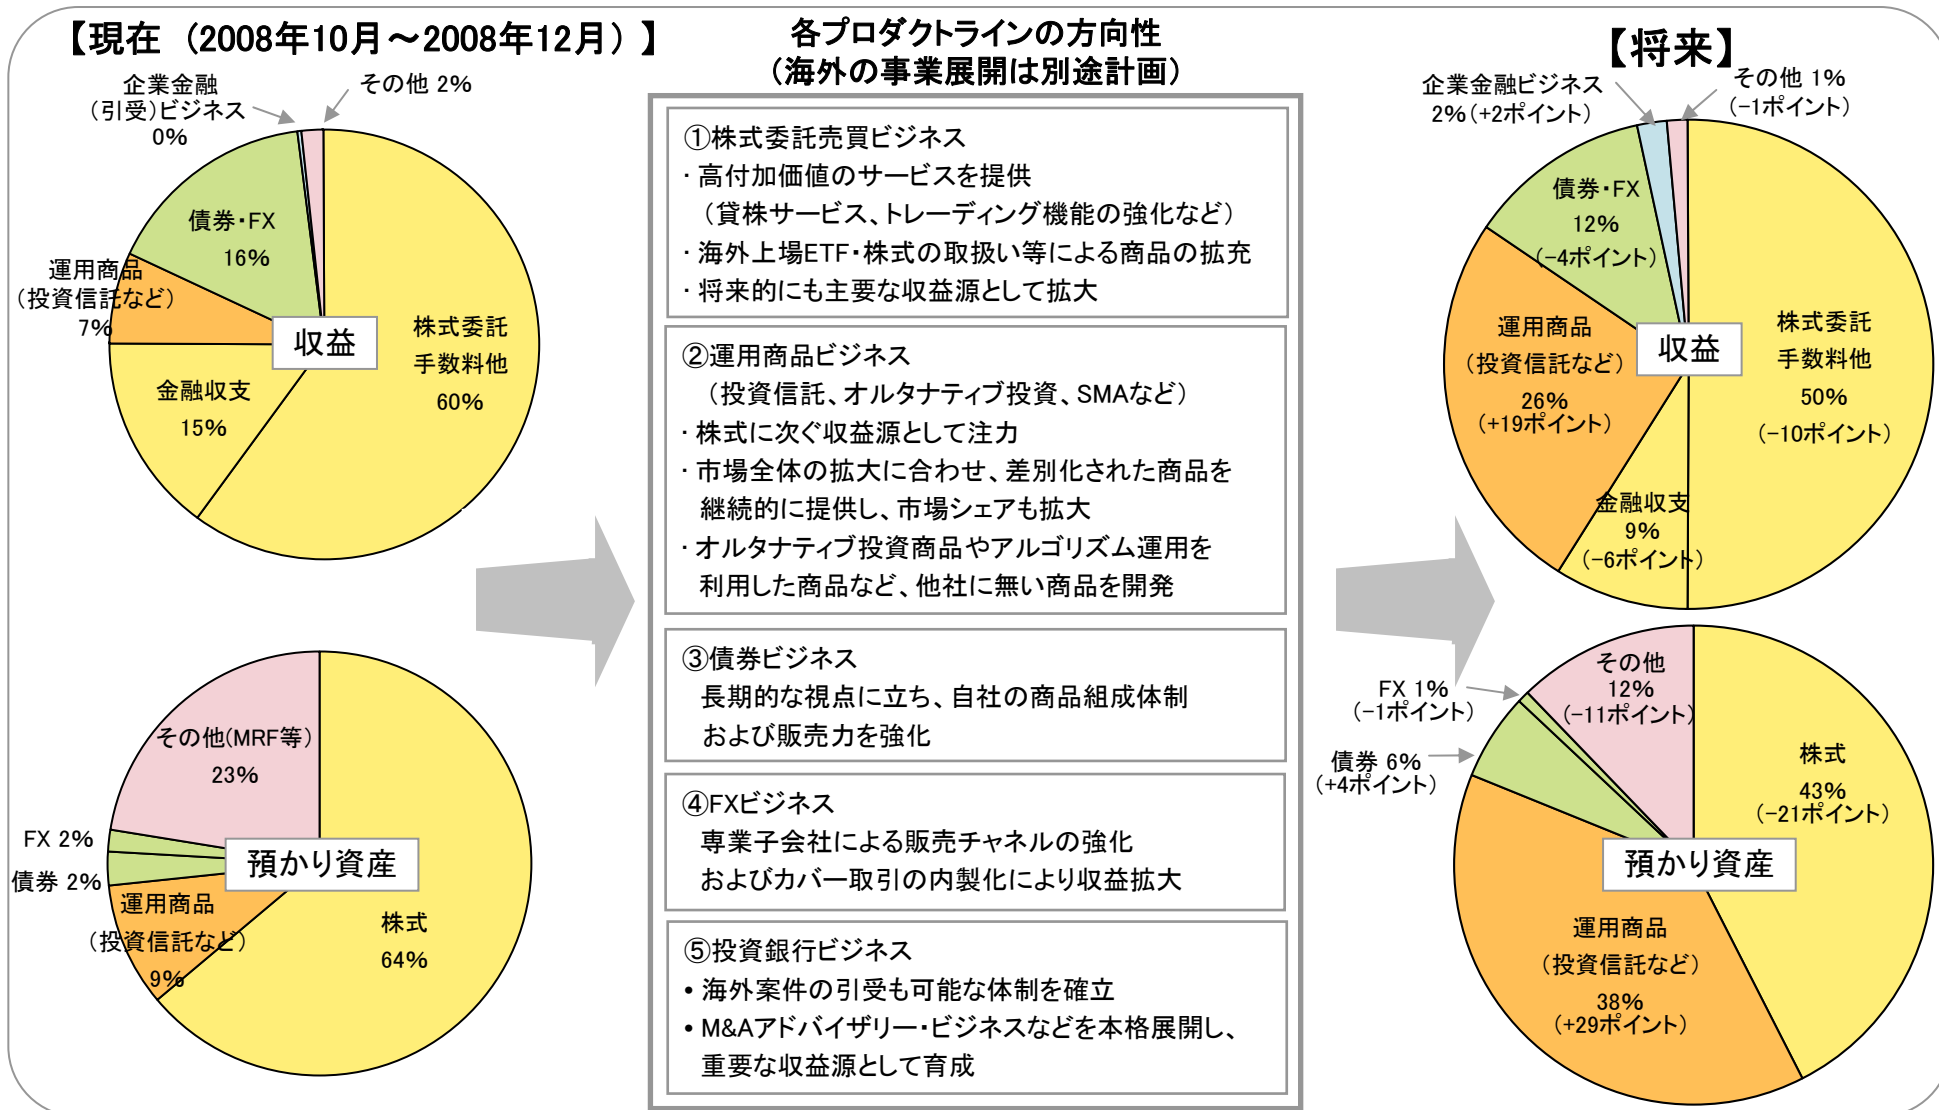 【現在 (2008年10月～2008年12月) 】
企業金融
(引受)ビジネス
0%
その他 2%
債券・FX
16%
運用商品
(投資信託など)
7%
収益
株式委託
手数料他
60%
金融収支
15%
その他(MRF等)
23%
FX 2%
債券 2%
預かり資産
運用商品
(投資信託など)
9%
株式
64%
各プロダクトラインの方向性
(海外の事業展開は別途計画)
①株式委託売買ビジネス
・高付加価値のサービスを提供
(貸株サービス、トレーディング機能の強化など)
・海外上場ETF・株式の取扱い等による商品の拡充
・将来的にも主要な収益源として拡大
②運用商品ビジネス
(投資信託、オルタナティブ投資、SMAなど)
・株式に次ぐ収益源として注力
・市場全体の拡大に合わせ、差別化された商品を
継続的に提供し、市場シェアも拡大
・オルタナティブ投資商品やアルゴリズム運用を
利用した商品など、他社に無い商品を開発
③債券ビジネス
長期的な視点に立ち、自社の商品組成体制
および販売力を強化
④FXビジネス
専業子会社による販売チャネルの強化
およびカバー取引の内製化により収益拡大
⑤投資銀行ビジネス
• 海外案件の引受も可能な体制を確立
• M&Aアドバイザリー・ビジネスなどを本格展開し、
重要な収益源として育成
【将来】
企業金融ビジネス
2%(+2ポイント)
その他 1%
(-1ポイント)
債券・FX
12%
(-4ポイント)
運用商品
(投資信託など)
26%
(+19ポイント)
収益
株式委託
手数料他
50%
(-10ポイント)
金融収支
9%
(-6ポイント)
その他
12%
(-11ポイント)
FX 1%
(-1ポイント)
債券 6%
(+4ポイント)
株式
43%
(-21ポイント)
預かり資産
運用商品
(投資信託など)
38%
(+29ポイント)